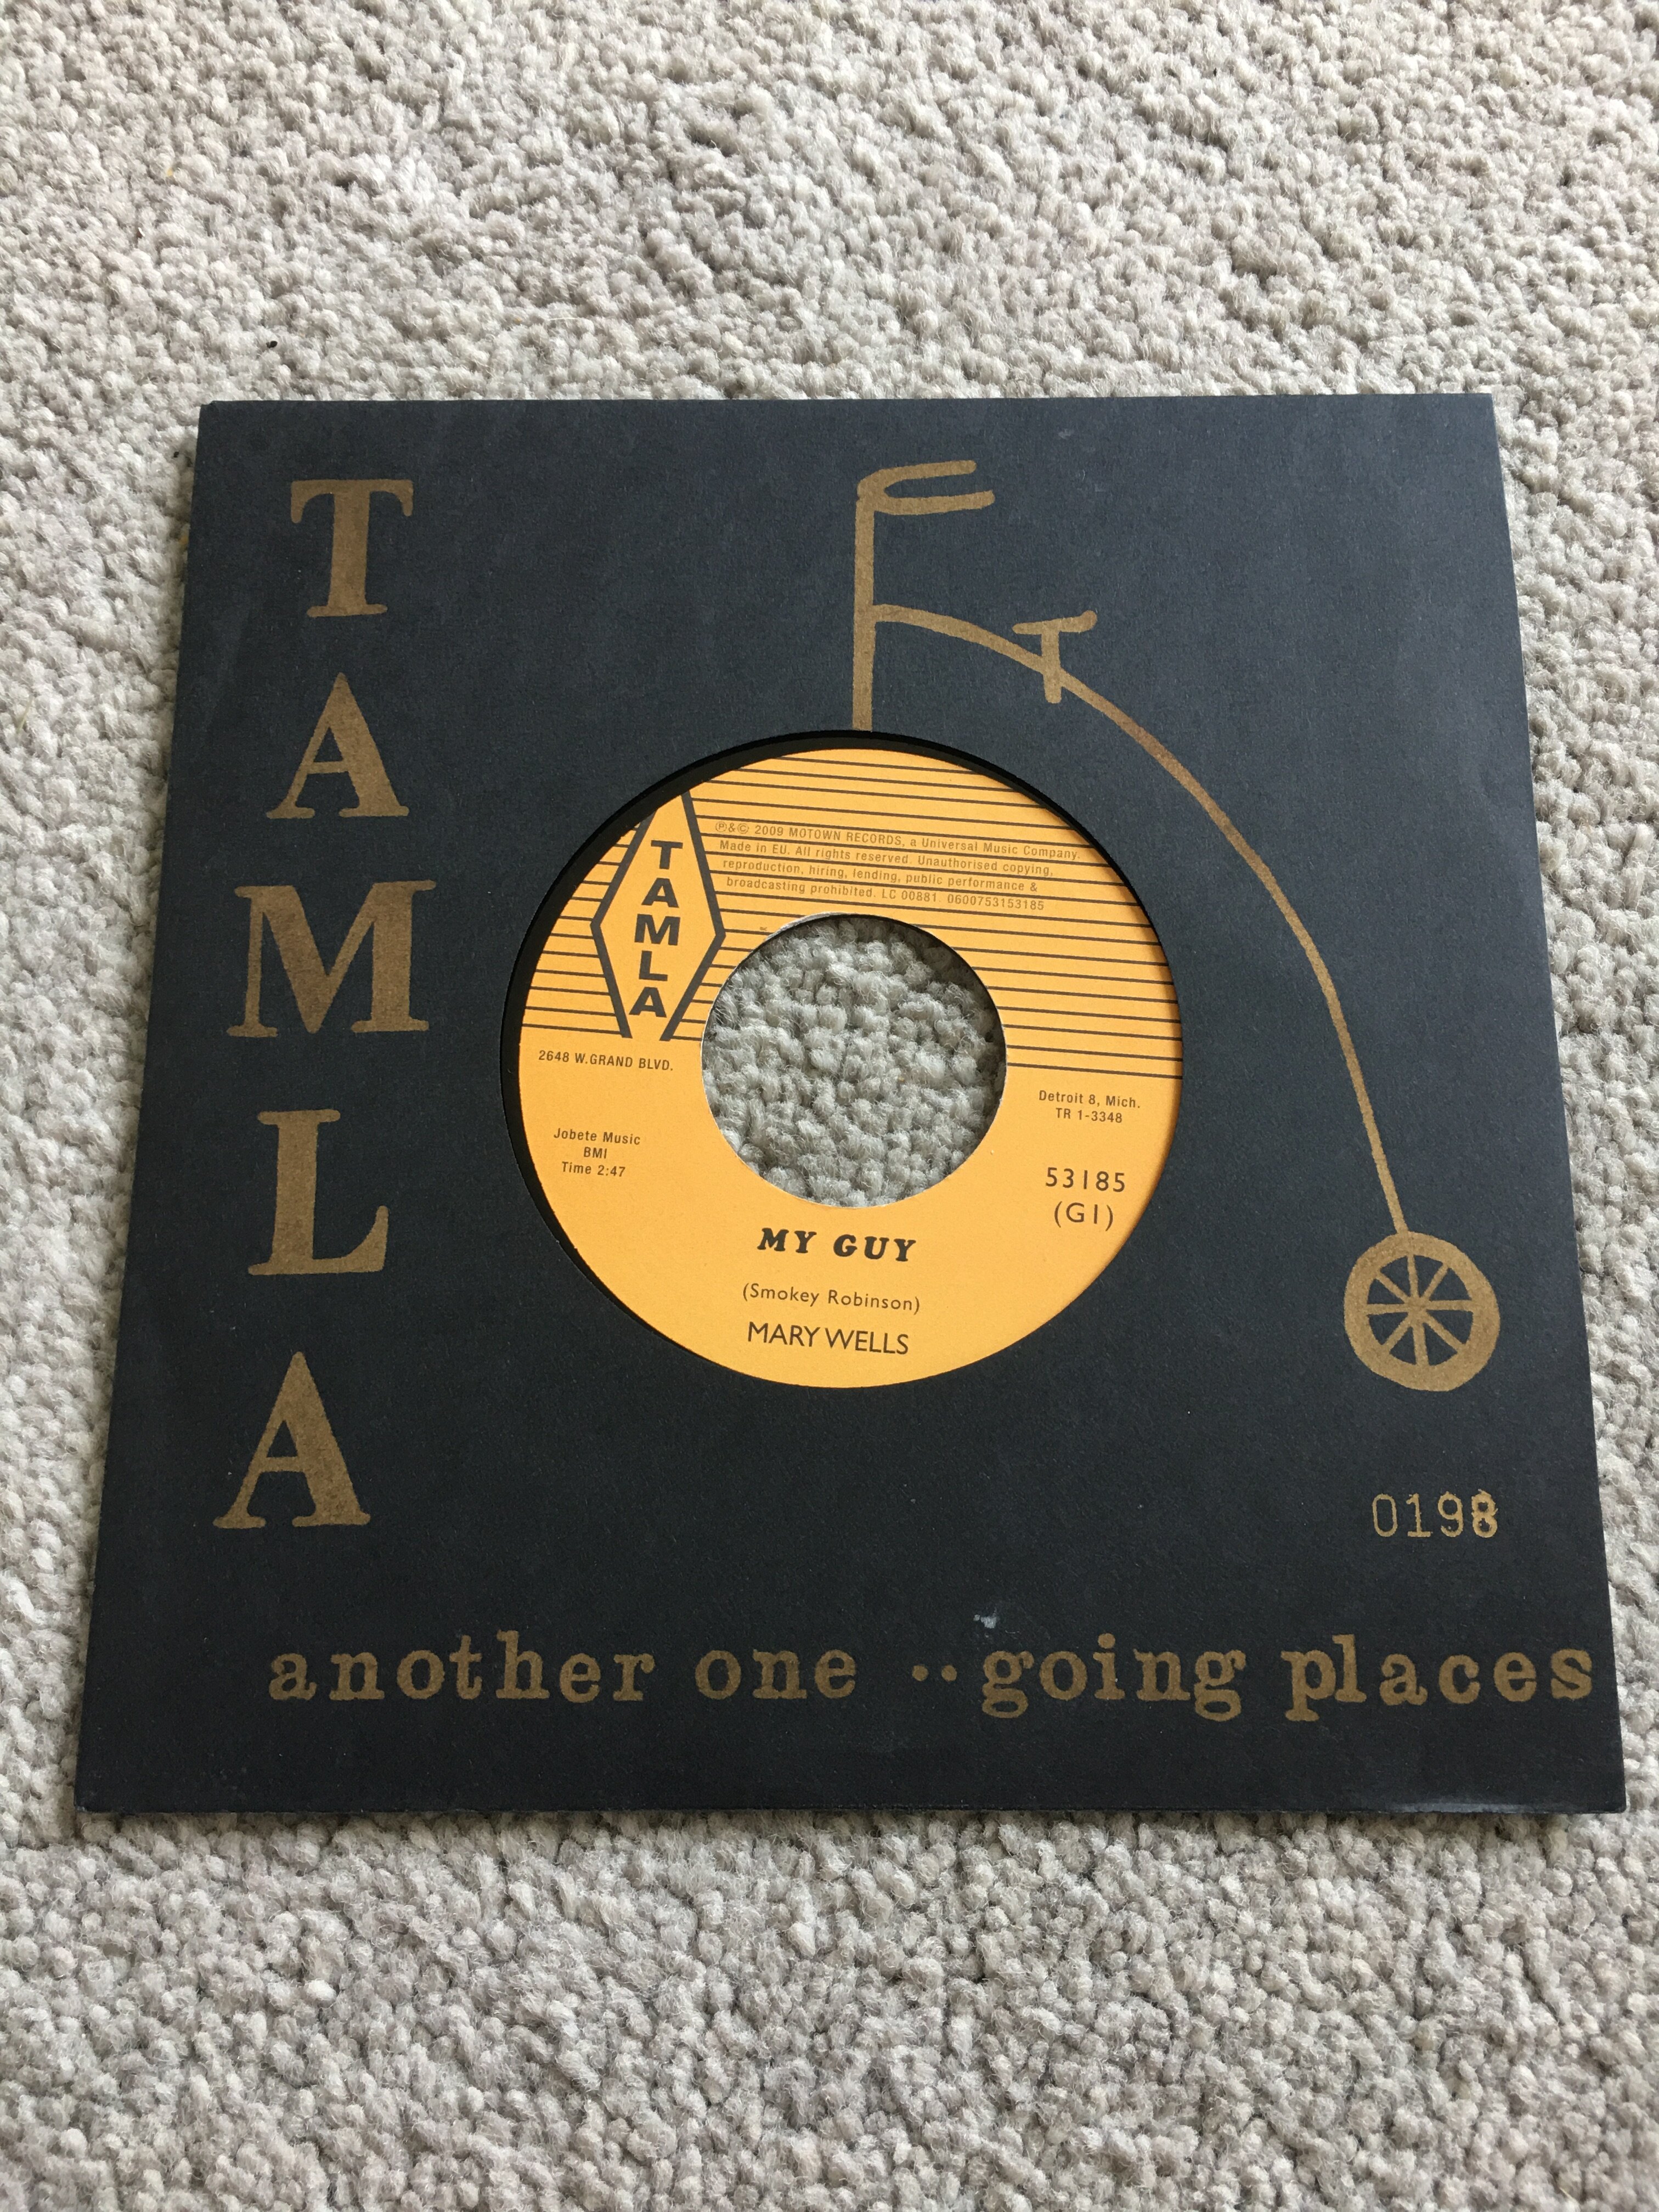 TAMLA
TAMLA
℗&© 2009 MOTOWN RECORDS, a Universal Music Company.
Made in EU. All rights reserved. Unauthorised copying,
reproduction, hiring, lending, public performance &
broadcasting prohibited. LC 00881 0600753153185
2648 W.GRAND BLVD.
Detroit 8, Mich.
TR 1-3348
Jobete Music
BMI
Time 2:47
53185
(G1)
MY GUY
(Smokey Robinson)
MARY WELLS
0198
another one ..going places